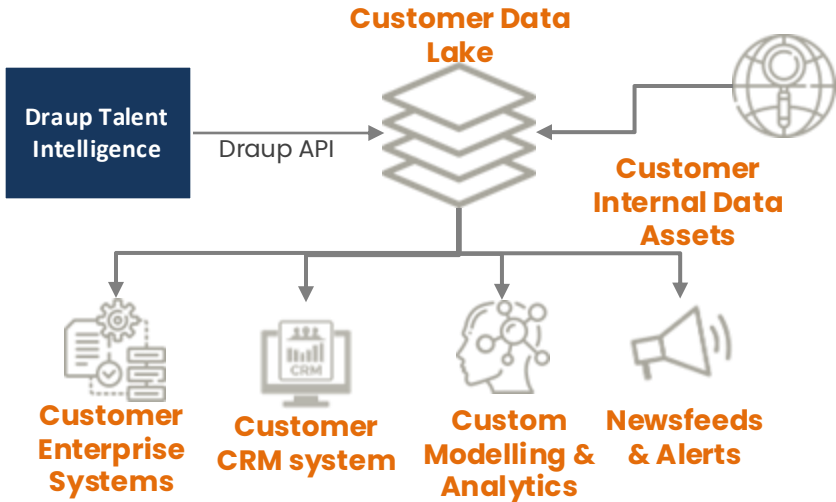 Customer Data
Lake
Draup Talent
Intelligence
Draup API
Customer
Internal Data
Assets
CRM
Customer
Enterprise
Systems
Customer
CRM system
Custom
Modelling &
Analytics
Newsfeeds
& Alerts